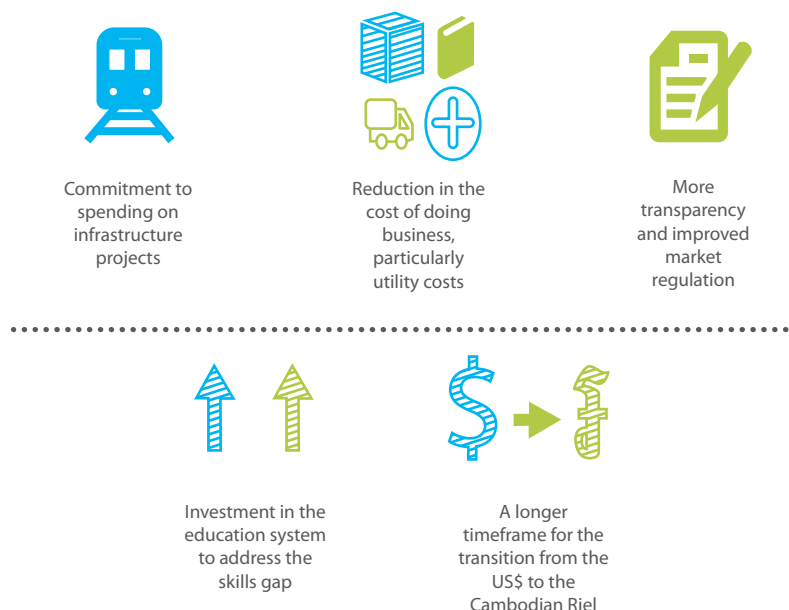 Commitment to
spending on
infrastructure
projects
Reduction in the
cost of doing
business,
particularly
utility costs
More
transparency
and improved
market
regulation
Investment in the
education system
to address the
skills gap
A longer
timeframe for the
transition from the
US$ to the
Cambodian Riel